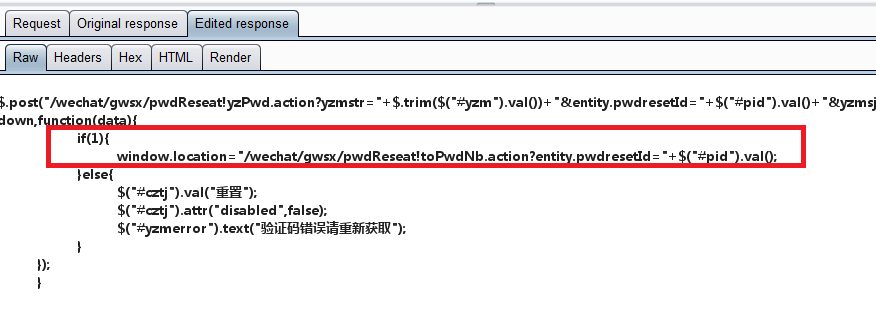 Request Original response Edited response
Raw Headers Hex HTML Render
$.post("/wechat/gwsx/pwdReseat!yzPwd.action?yzmstr="+$.trim($("#yzm").val())+"&entity.pwdresetId="+$("#pid").val()+"&yzmsj
down,function(data){
if(1){
window.location="/wechat/gwsx/pwdReseat!toPwdNb.action?entity.pwdresetId="+$("#pid").val();
}else{
$("#cztj").val("重置");
$("#cztj").attr("disabled",false);
$("#yzmerror").text("验证码错误请重新获取");
}
});
}